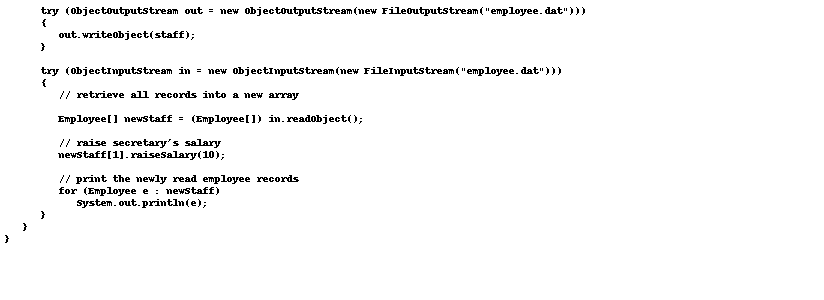 try (ObjectOutputStream out = new ObjectOutputStream(new FileOutputStream("employee.dat")))
{
out.writeObject(staff);
}
try (ObjectInputStream in = new ObjectInputStream(new FileInputStream("employee.dat")))
{
// retrieve all records into a new array
Employee[] newStaff = (Employee[]) in.readObject();
// raise secretary's salary
newStaff[1].raiseSalary(10);
// print the newly read employee records
for (Employee e : newStaff)
System.out.println(e);
}
}
}